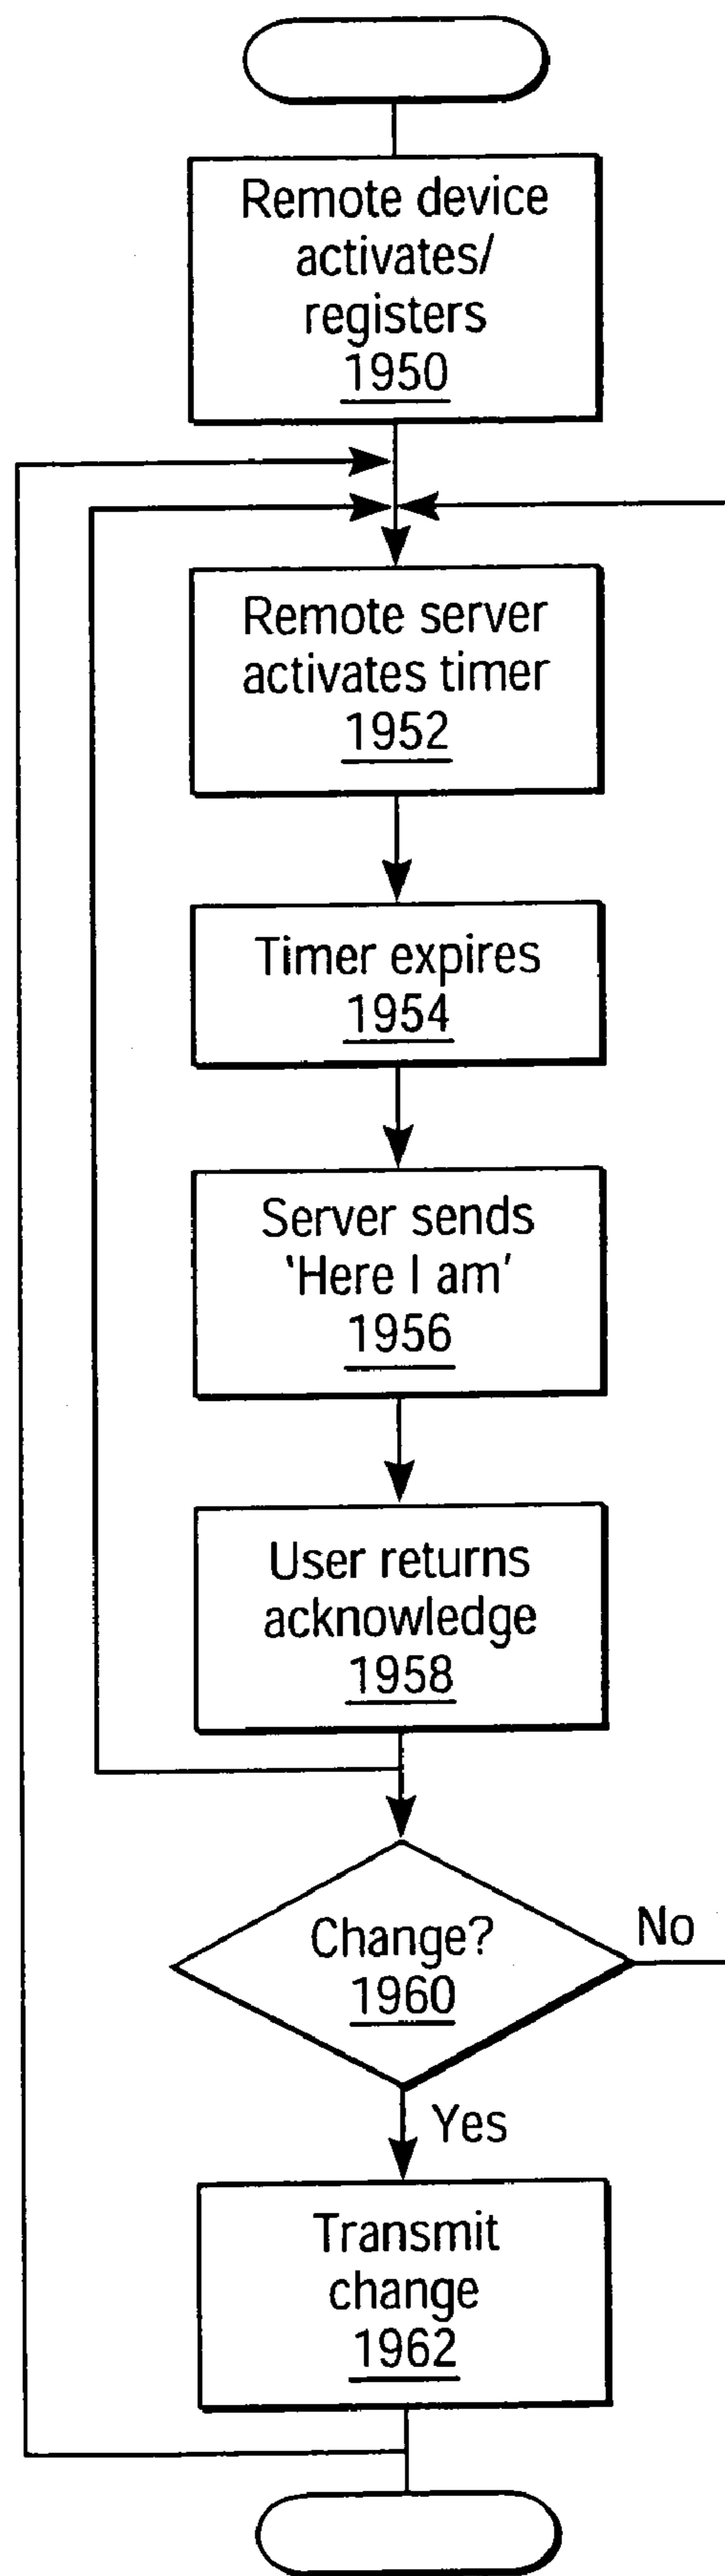 Remote device
activates/
registers
1950
Remote server
activates timer
1952
Timer expires
1954
Server sends
'Here I am'
1956
User returns
acknowledge
1958
Change?
1960
No
Yes
Transmit
change
1962